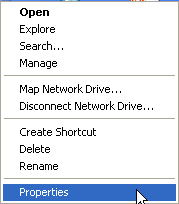 Open
Explore
Search...
Manage
Map Network Drive...
Disconnect Network Drive...
Create Shortcut
Delete
Rename
Properties